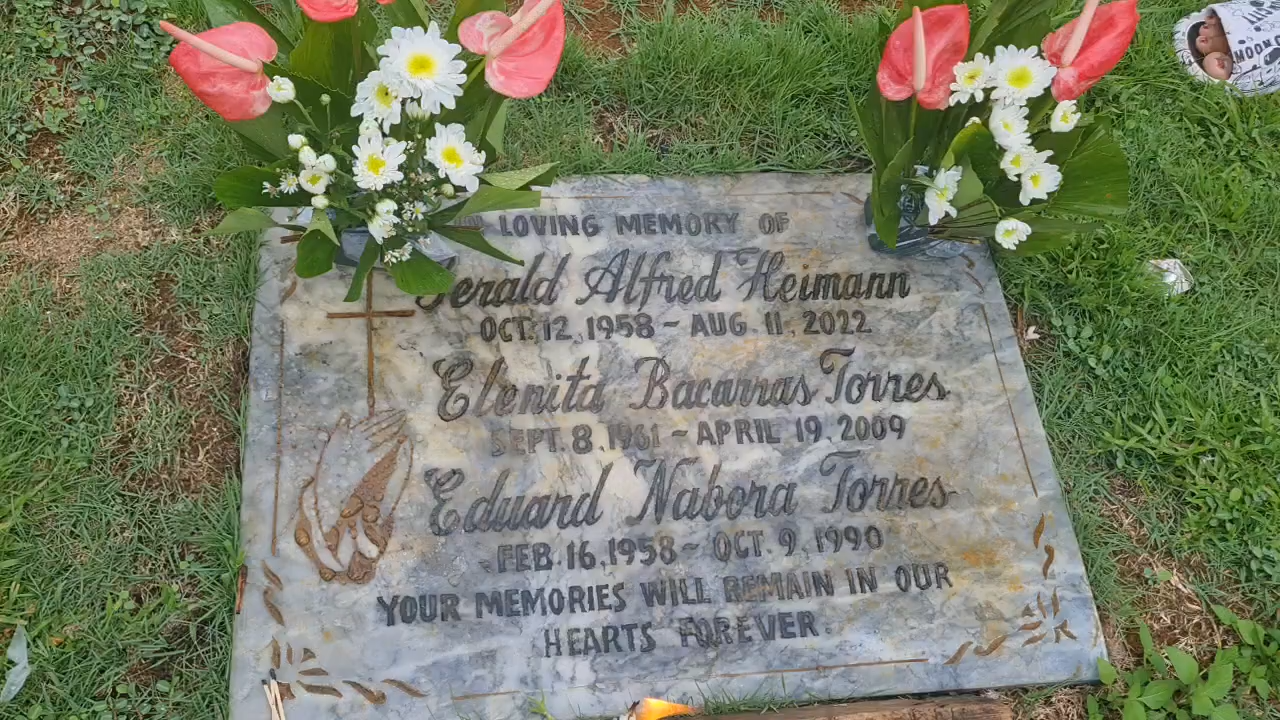 IN LOVING MEMORY OF
Gerald Alfred Heimann
OCT. 12, 1958 ~ AUG. 11, 2022
Elenita Bacarras Torres
SEPT. 8, 1961 ~ APRIL 19, 2009
Eduard Nabora Torres
FEB. 16, 1958 ~ OCT. 9, 1990
YOUR MEMORIES WILL REMAIN IN OUR
HEARTS FOREVER.